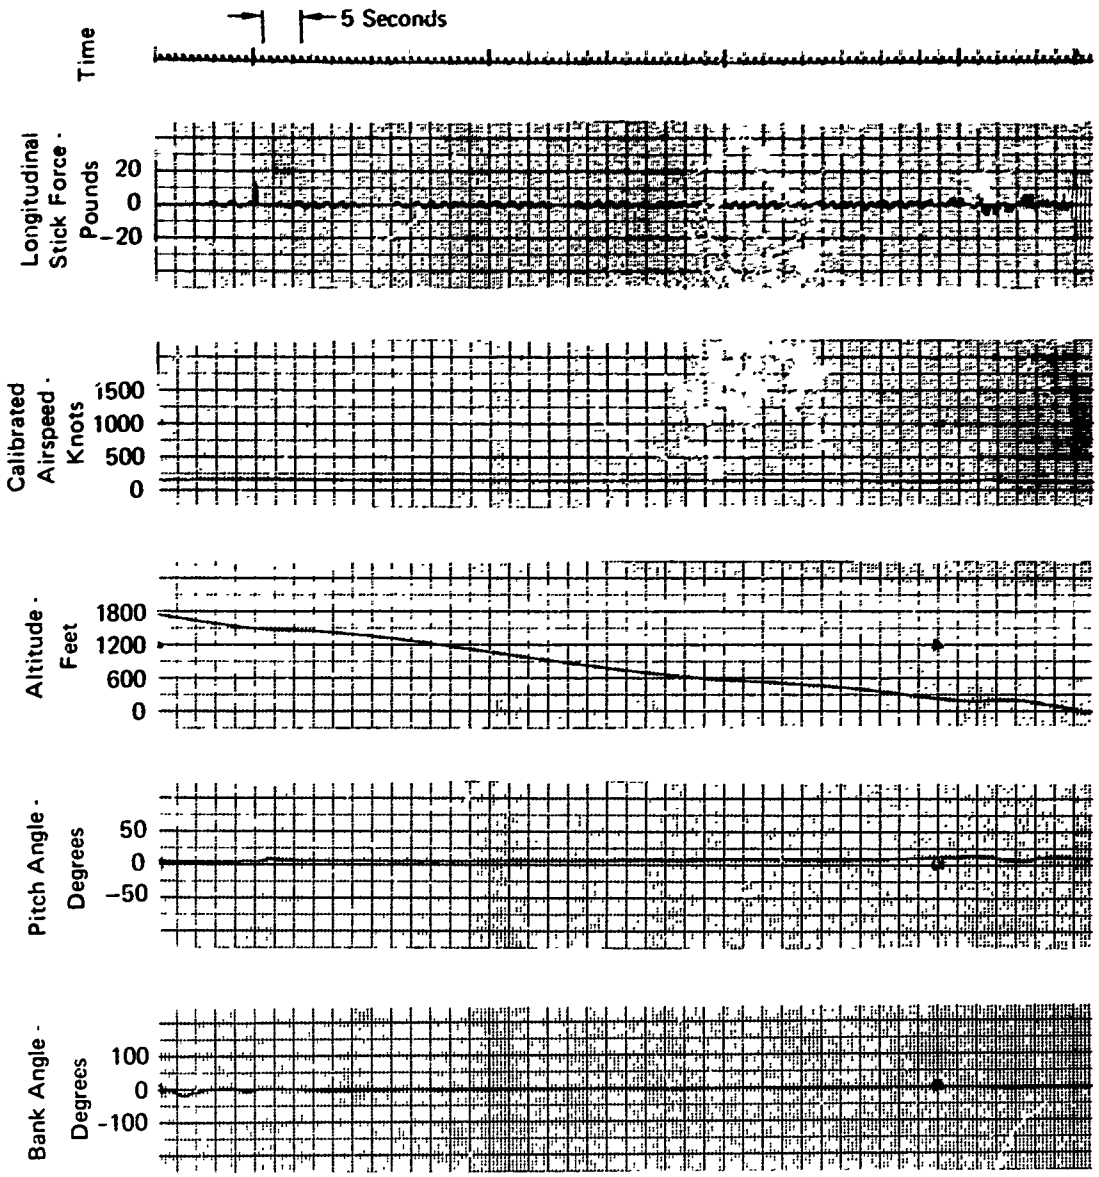 5 Seconds
Time
Longitudinal
Stick Force -
Pounds
20
0
-20
Calibrated
Airspeed -
Knots
1500
1000
500
0
Altitude -
Feet
1800
1200
600
0
Pitch Angle -
Degrees
50
0
-50
Bank Angle -
Degrees
100
0
-100